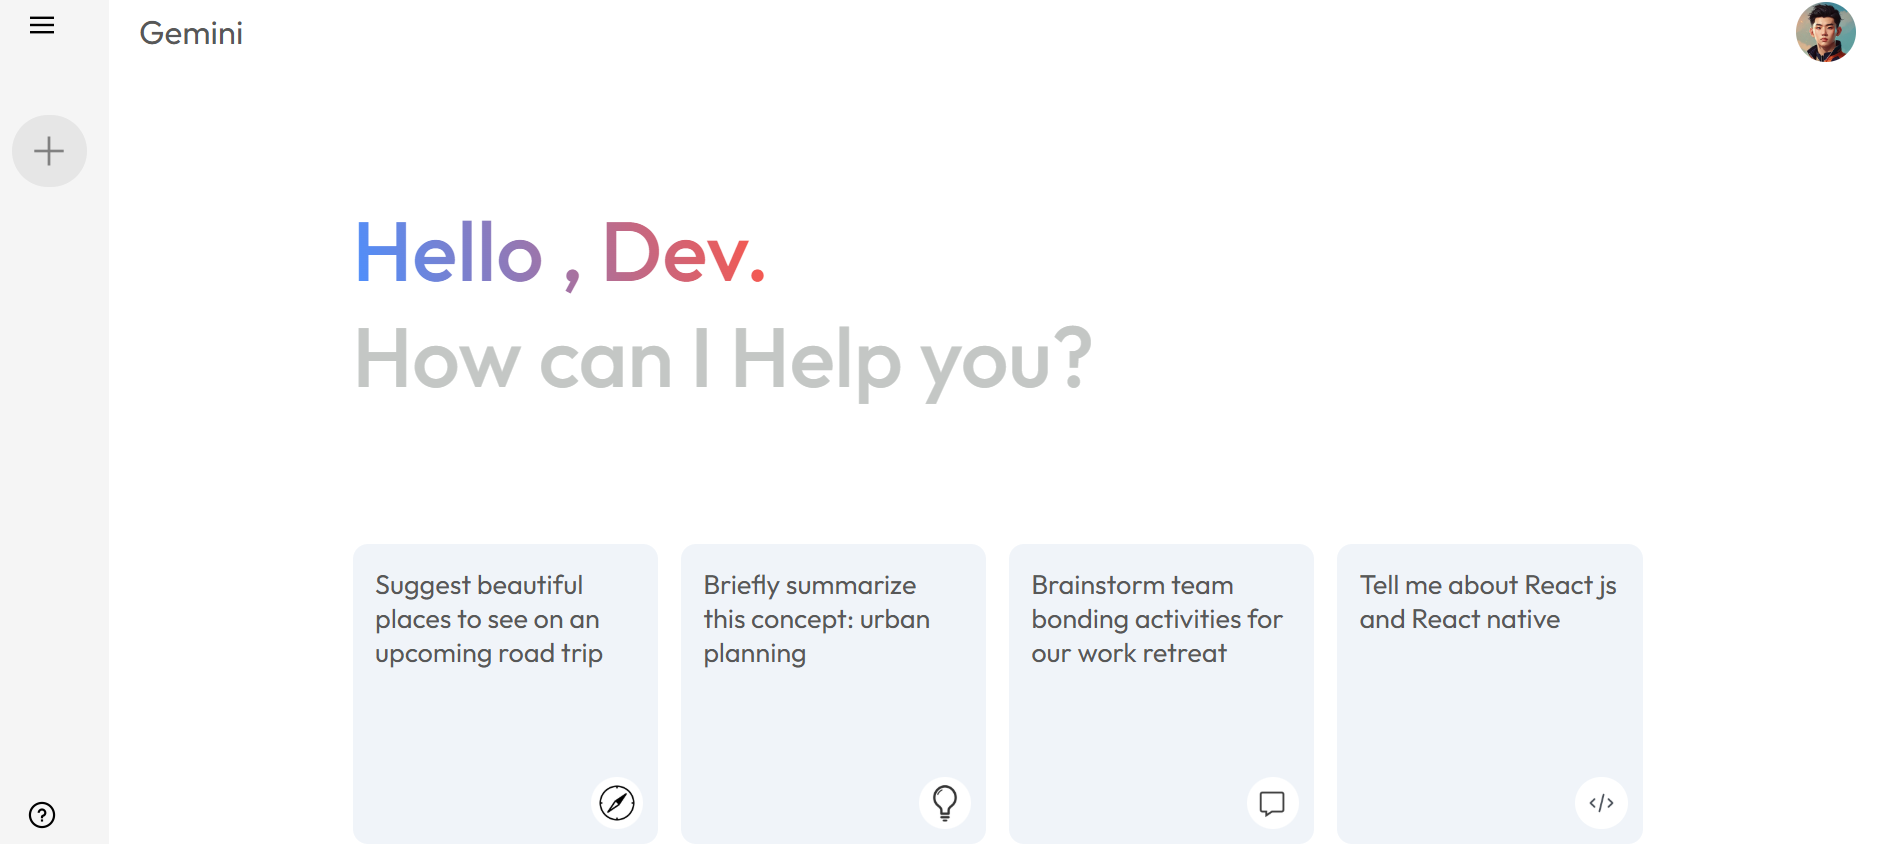 Gemini
Hello , Dev.
How can I Help you?
Suggest beautiful
places to see on an
upcoming road trip
Briefly summarize
this concept: urban
planning
Brainstorm team
bonding activities for
our work retreat
Tell me about React js
and React native